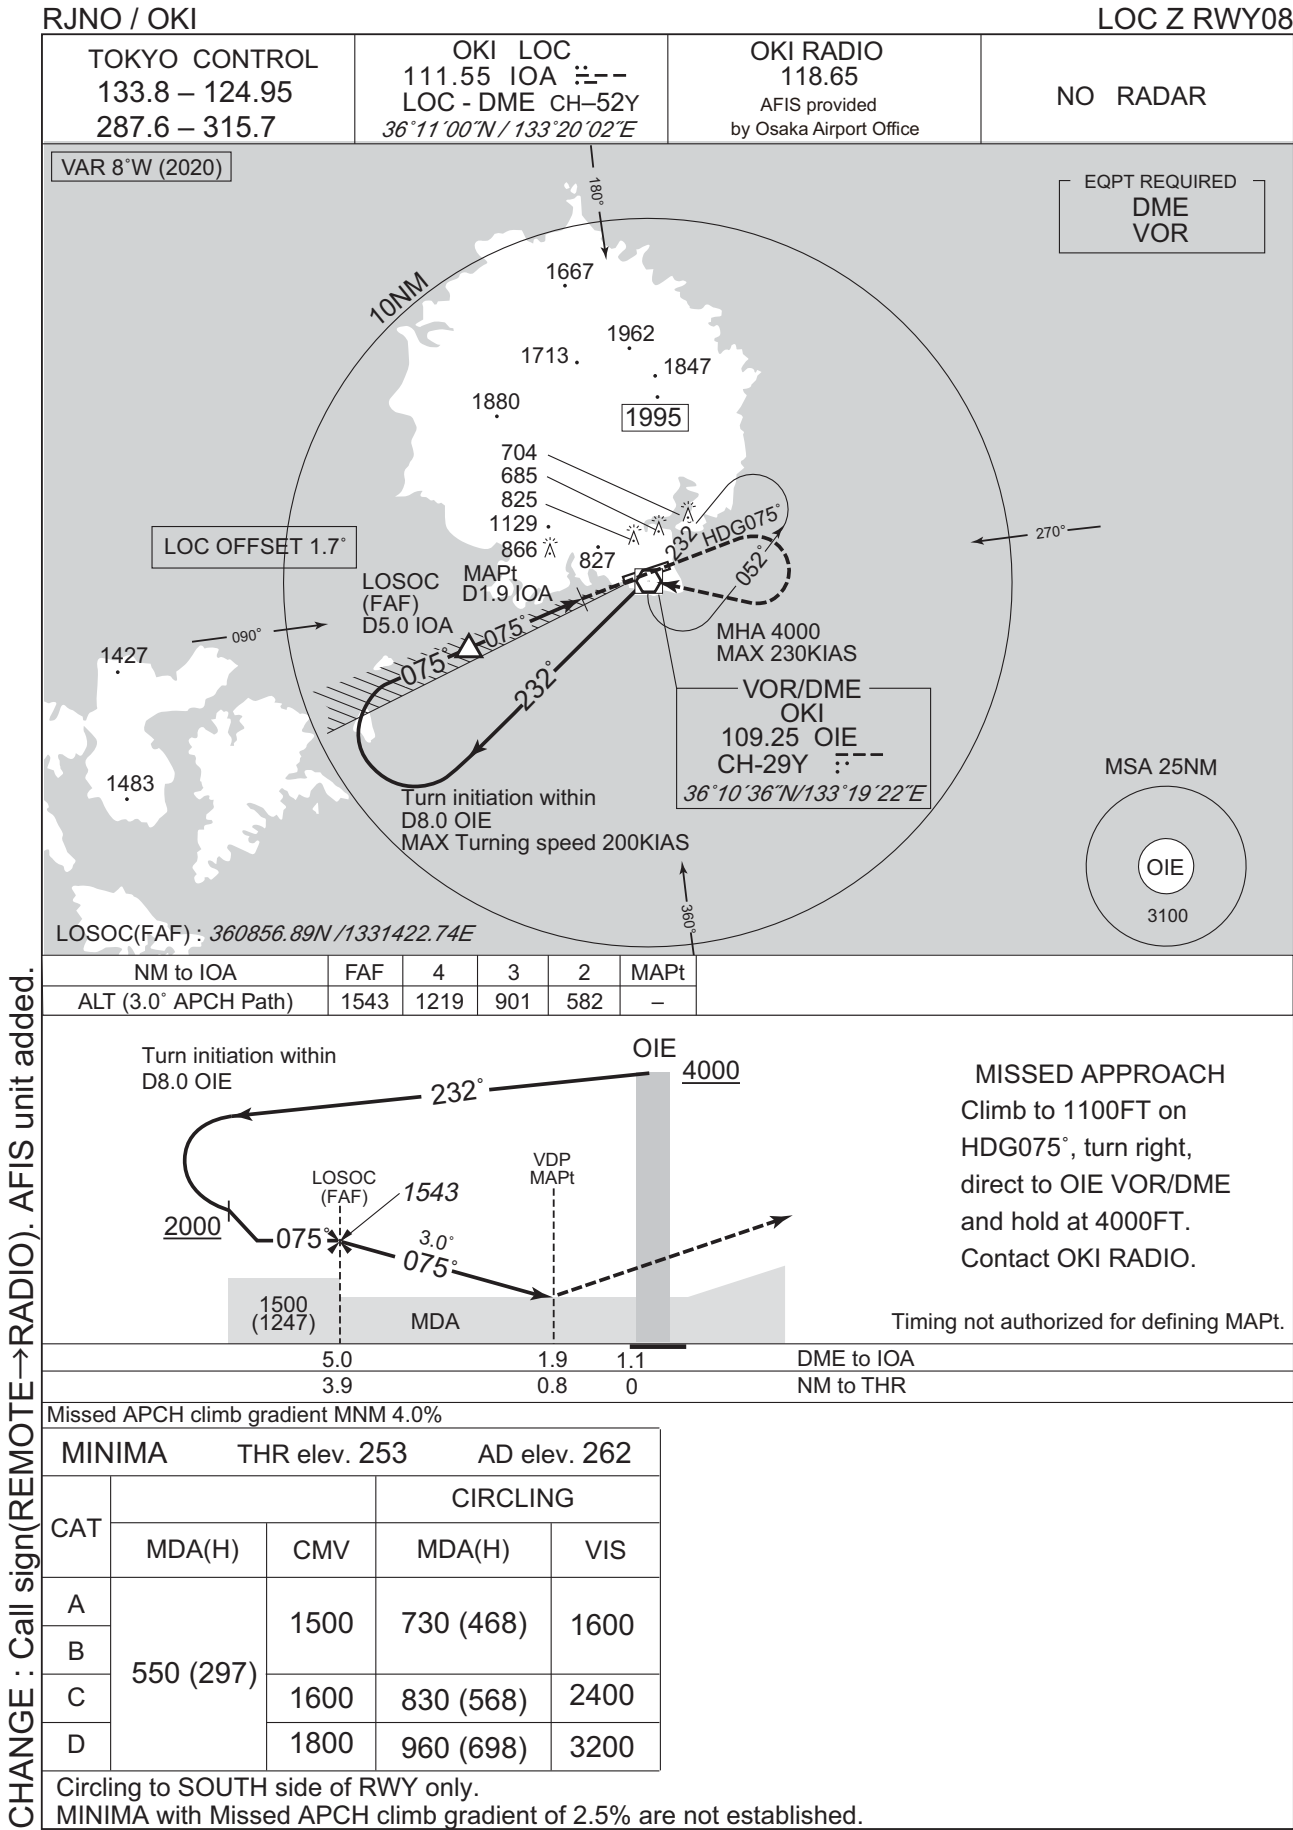 RJNO / OKI
LOC Z RWY08
TOKYO CONTROL
133.8 – 124.95
287.6 – 315.7
OKI LOC
111.55 IOA
LOC - DME CH–52Y
36°11´00˝N / 133°20´02˝E
OKI RADIO
118.65
AFIS provided
by Osaka Airport Office
NO RADAR
VAR 8°W (2020)
EQPT REQUIRED
DME
VOR
180°
10NM
1667
1962
1713
1847
1880
1995
704
685
825
1129
866
827
232
HDG075°
052°
270°
LOC OFFSET 1.7°
LOSOC
(FAF)
D5.0 IOA
MAPt
D1.9 IOA
090°
075°
075°
232°
1427
1483
MHA 4000
MAX 230KIAS
VOR/DME
OKI
109.25 OIE
CH-29Y
36°10´36˝N/133°19´22˝E
Turn initiation within
D8.0 OIE
MAX Turning speed 200KIAS
360°
MSA 25NM
OIE
3100
LOSOC(FAF) : 360856.89N /1331422.74E
NM to IOA FAF 4 3 2 MAPt
ALT (3.0° APCH Path) 1543 1219 901 582 –
Turn initiation within
D8.0 OIE
OIE
4000
232°
LOSOC
(FAF)
1543
VDP
MAPt
2000
075°
3.0°
075°
1500
(1247)
MDA
MISSED APPROACH
Climb to 1100FT on
HDG075°, turn right,
direct to OIE VOR/DME
and hold at 4000FT.
Contact OKI RADIO.
Timing not authorized for defining MAPt.
5.0 1.9 1.1 DME to IOA
3.9 0.8 0 NM to THR
Missed APCH climb gradient MNM 4.0%
MINIMA THR elev. 253 AD elev. 262
CAT
CIRCLING
MDA(H) CMV MDA(H) VIS
A
B
C
D
550 (297)
1500 730 (468) 1600
1600 830 (568) 2400
1800 960 (698) 3200
Circling to SOUTH side of RWY only.
MINIMA with Missed APCH climb gradient of 2.5% are not established.
CHANGE : Call sign(REMOTE→RADIO). AFIS unit added.